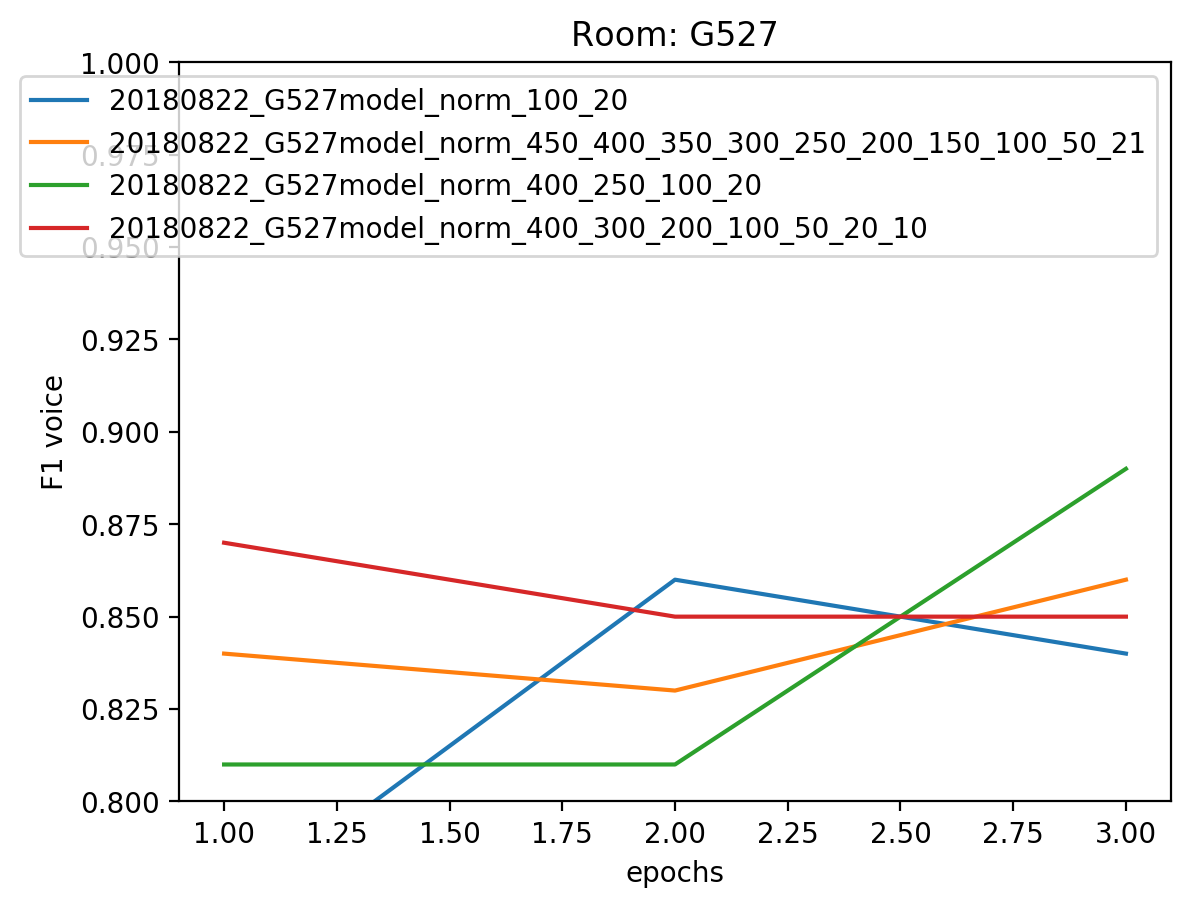 Room: G527
1.000
20180822_G527model_norm_100_20
20180822_G527model_norm_450_400_350_300_250_200_150_100_50_21
0.975
20180822_G527model_norm_400_250_100_20
20180822_G527model_norm_400_300_200_100_50_20_10
0.950
0.925
0.900
0.875
0.850
0.825
0.800
F1 voice
1.00 1.25 1.50 1.75 2.00 2.25 2.50 2.75 3.00
epochs